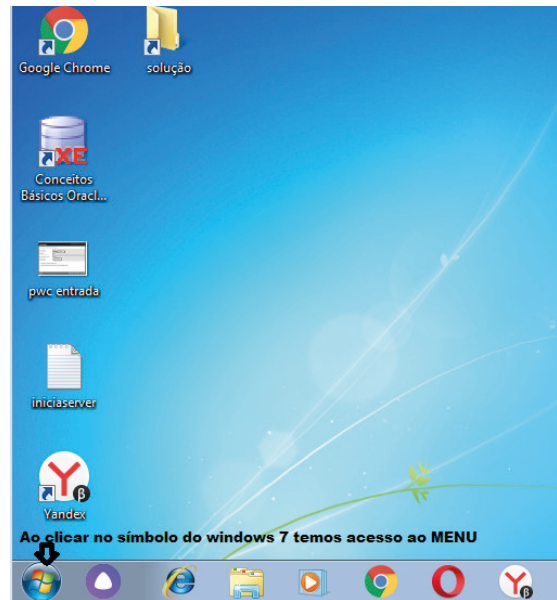 Google Chrome
solução
XE
Conceitos
Básicos Oracl...
pwc entrada
iniciaserver
β
Yandex
Ao clicar no símbolo do windows 7 temos acesso ao MENU
β